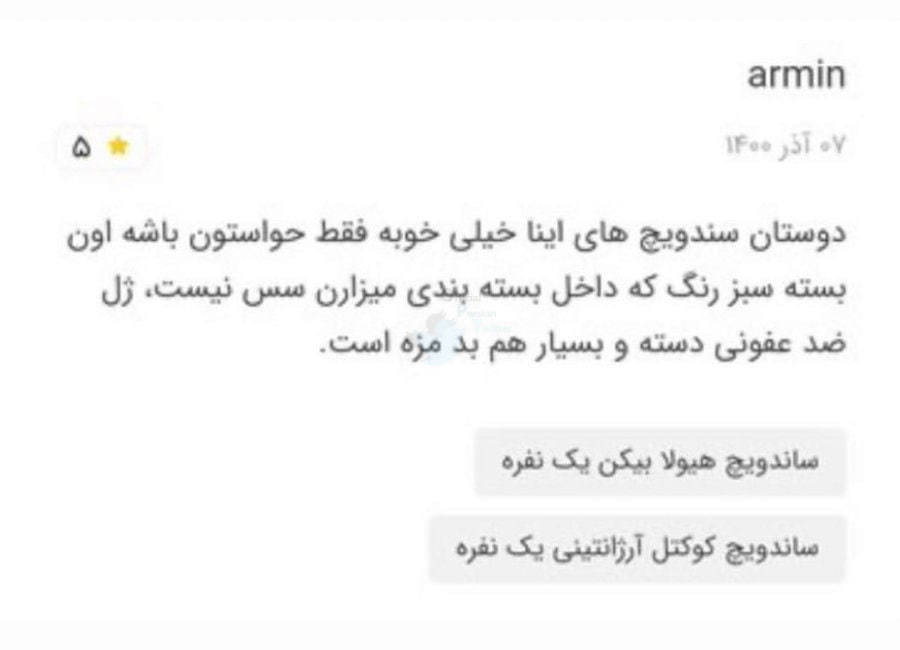 armin
۰۷ آذر ۱۴۰۰
۵
دوستان سندویچ های اینا خیلی خوبه فقط حواستون باشه اون
بسته سبز رنگ که داخل بسته بندی میزارن سس نیست، ژل
ضد عفونی دسته و بسیار هم بد مزه است.
ساندویچ هیولا بیکن یک نفره
ساندویچ کوکتل آرژانتینی یک نفره